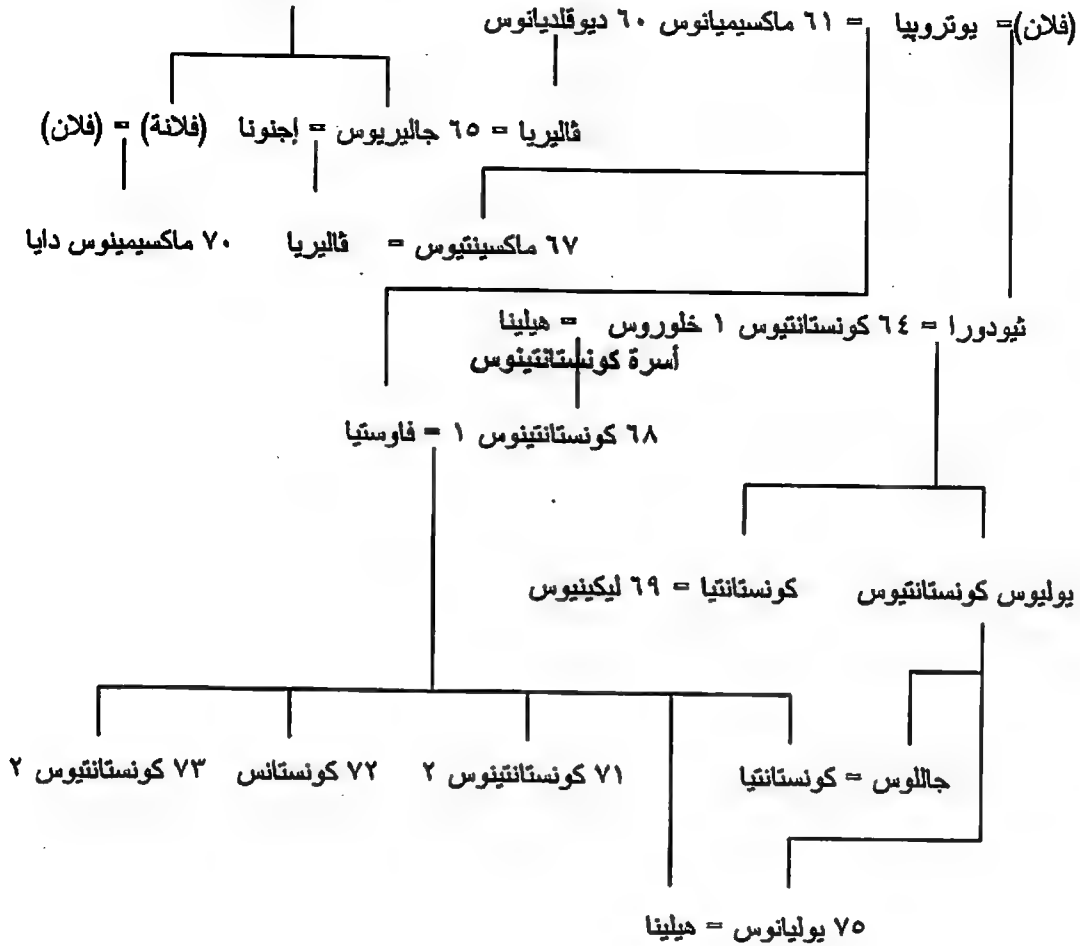 (فلان)= يوتروپيا = ٦١ ماكسيميانوس ٦٠ ديوقلديانوس
ڤاليريا = ٦٥ جاليريوس = إجنونا (فلانة) = (فلان)
٦٧ ماكسينتيوس = ڤاليريا ٧٠ ماكسيمينوس دايا
ثيودورا = ٦٤ كونستانتيوس ١ خلوروس = هيلينا
أسرة كونستانتينوس
٦٨ كونستانتينوس ١ = فاوستيا
يوليوس كونستانتيوس كونستانتيا = ٦٩ ليكينيوس
جاللوس = كونستانتيا ٧١ كونستانتينوس ٢ ٧٢ كونستانس ٧٣ كونستانتيوس ٢
٧٥ يوليانوس = هيلينا